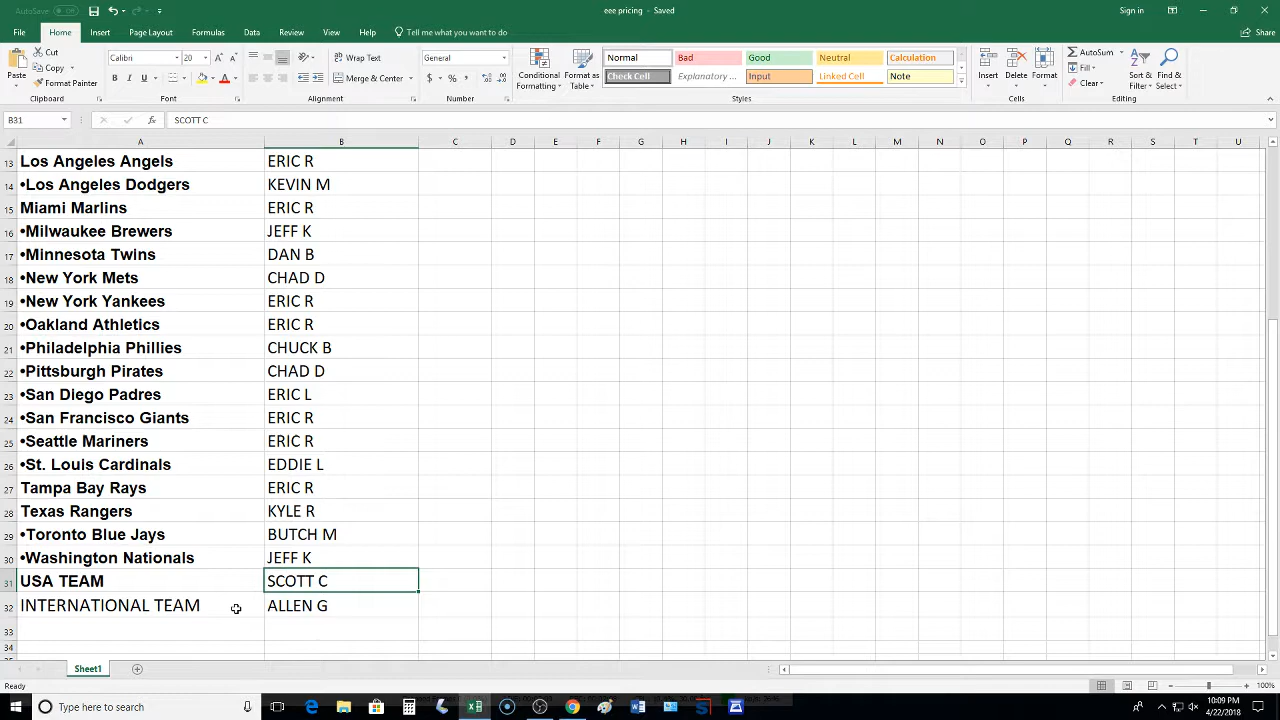 AutoSave Off
eee pricing - Saved
Sign in
File Home Insert Page Layout Formulas Data Review View Help Tell me what you want to do Share
Paste Cut Copy Format Painter Clipboard
Calibri 20 Font
Wrap Text Merge & Center Alignment
General Number
Conditional Formatting Format as Table
Normal Bad Good Neutral Calculation
Check Cell Explanatory ... Input Linked Cell Note
Styles
Insert Delete Format Cells
AutoSum Fill Clear Sort & Filter Find & Select Editing
B31 SCOTT C
A B C D E F G H I J K L M N O P Q R S T U
13 Los Angeles Angels ERIC R
14 •Los Angeles Dodgers KEVIN M
15 Miami Marlins ERIC R
16 •Milwaukee Brewers JEFF K
17 •Minnesota Twins DAN B
18 •New York Mets CHAD D
19 •New York Yankees ERIC R
20 •Oakland Athletics ERIC R
21 •Philadelphia Phillies CHUCK B
22 •Pittsburgh Pirates CHAD D
23 •San Diego Padres ERIC L
24 •San Francisco Giants ERIC R
25 •Seattle Mariners ERIC R
26 •St. Louis Cardinals EDDIE L
27 Tampa Bay Rays ERIC R
28 Texas Rangers KYLE R
29 •Toronto Blue Jays BUTCH M
30 •Washington Nationals JEFF K
31 USA TEAM SCOTT C
32 INTERNATIONAL TEAM ALLEN G
33
34
Sheet1
Ready 100%
Type here to search
10:09 PM
4/22/2018